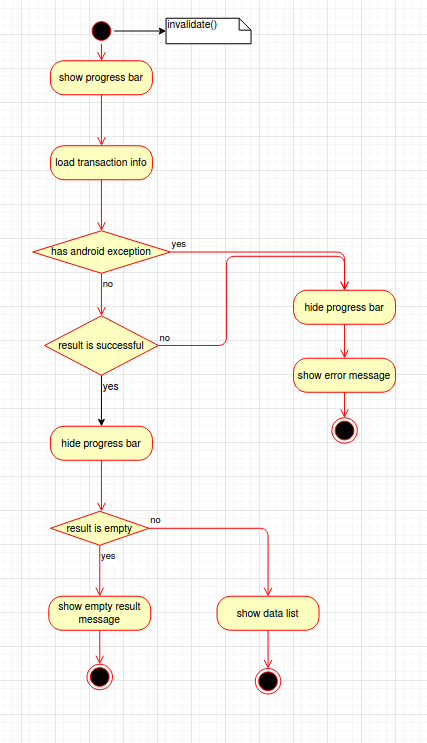 invalidate()
show progress bar
load transaction info
has android exception
yes
no
hide progress bar
result is successful
no
show error message
yes
hide progress bar
result is empty
no
yes
show empty result
message
show data list